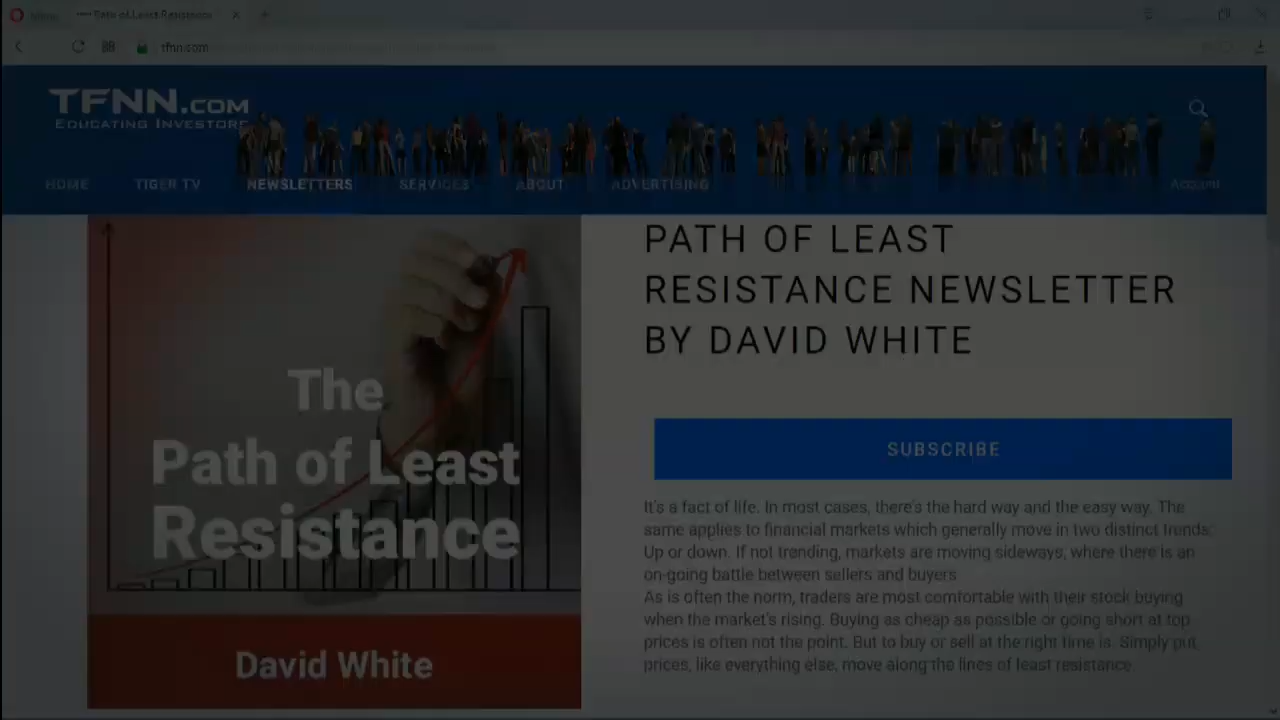 Menu
Path of Least Resistance
tfnn.com
TFNN.COM
EDUCATING INVESTORS
HOME TIGER TV NEWSLETTERS SERVICES ABOUT ADVERTISING Account
PATH OF LEAST
RESISTANCE NEWSLETTER
BY DAVID WHITE
The
Path of Least
Resistance
David White
SUBSCRIBE
It's a fact of life. In most cases, there's the hard way and the easy way. The
same applies to financial markets which generally move in two distinct trends:
Up or down. If not trending, markets are moving sideways, where there is an
on-going battle between sellers and buyers.
As is often the norm, traders are most comfortable with their stock buying
when the market's rising. Buying as cheap as possible or going short at top
prices is often not the point. But to buy or sell at the right time is. Simply put,
prices, like everything else, move along the lines of least resistance.